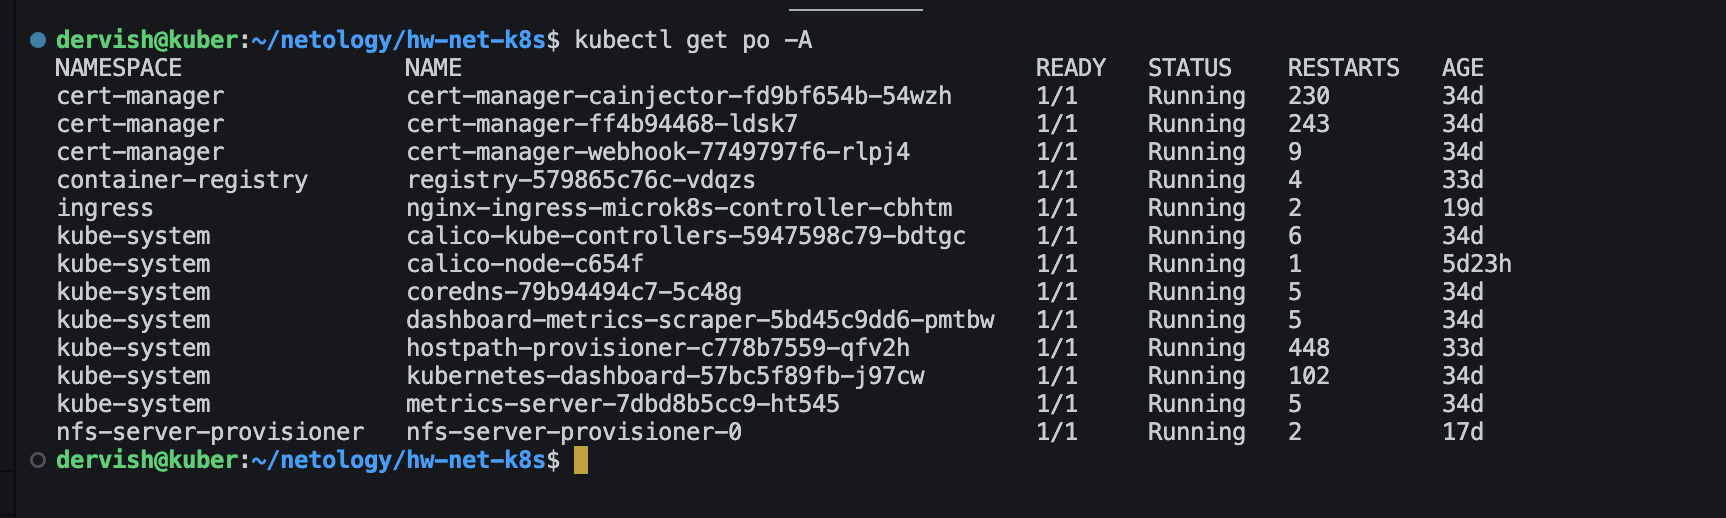 dervish@kuber:~/netology/hw-net-k8s$ kubectl get po -A
NAMESPACE NAME READY STATUS RESTARTS AGE
cert-manager cert-manager-cainjector-fd9bf654b-54wzh 1/1 Running 230 34d
cert-manager cert-manager-ff4b94468-ldsk7 1/1 Running 243 34d
cert-manager cert-manager-webhook-7749797f6-rlpj4 1/1 Running 9 34d
container-registry registry-579865c76c-vdqzs 1/1 Running 4 33d
ingress nginx-ingress-microk8s-controller-cbhtm 1/1 Running 2 19d
kube-system calico-kube-controllers-5947598c79-bdtgc 1/1 Running 6 34d
kube-system calico-node-c654f 1/1 Running 1 5d23h
kube-system coredns-79b94494c7-5c48g 1/1 Running 5 34d
kube-system dashboard-metrics-scraper-5bd45c9dd6-pmtbw 1/1 Running 5 34d
kube-system hostpath-provisioner-c778b7559-qfv2h 1/1 Running 448 33d
kube-system kubernetes-dashboard-57bc5f89fb-j97cw 1/1 Running 102 34d
kube-system metrics-server-7dbd8b5cc9-ht545 1/1 Running 5 34d
nfs-server-provisioner nfs-server-provisioner-0 1/1 Running 2 17d
dervish@kuber:~/netology/hw-net-k8s$